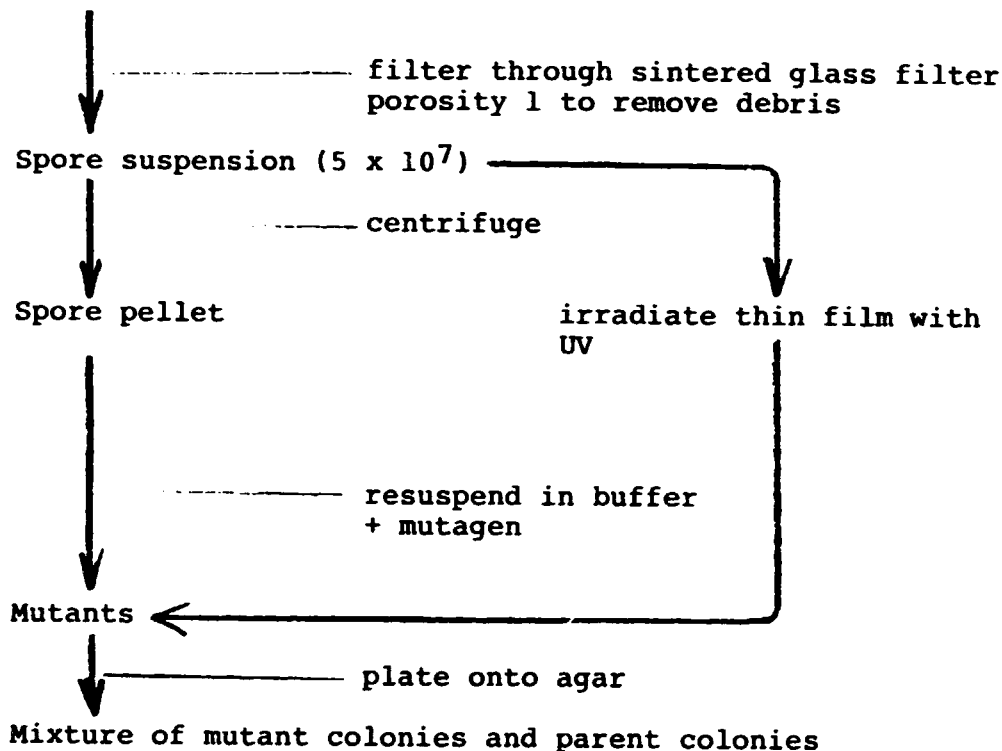 filter through sintered glass filter
porosity 1 to remove debris
Spore suspension (5 x 10⁷)
centrifuge
Spore pellet
irradiate thin film with
UV
resuspend in buffer
+ mutagen
Mutants
plate onto agar
Mixture of mutant colonies and parent colonies